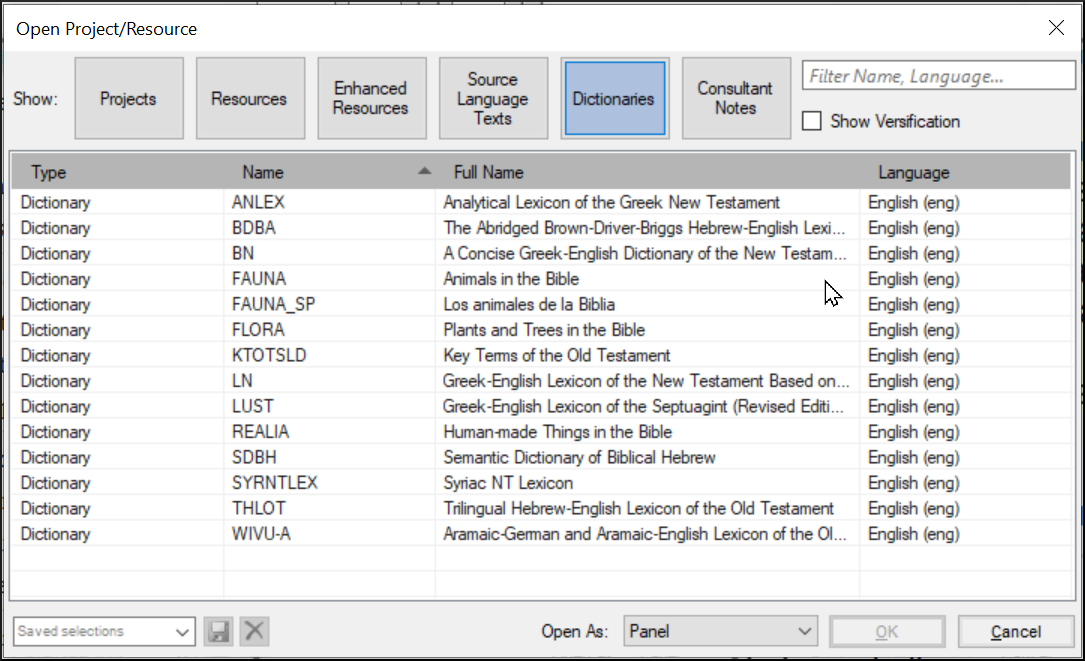 Open Project/Resource
Show:
Projects
Resources
Enhanced
Resources
Source
Language
Texts
Dictionaries
Consultant
Notes
Filter Name, Language...
Show Versification
Type Name Full Name Language
Dictionary ANLEX Analytical Lexicon of the Greek New Testament English (eng)
Dictionary BDBA The Abridged Brown-Driver-Briggs Hebrew-English Lexi... English (eng)
Dictionary BN A Concise Greek-English Dictionary of the New Testam... English (eng)
Dictionary FAUNA Animals in the Bible English (eng)
Dictionary FAUNA_SP Los animales de la Biblia English (eng)
Dictionary FLORA Plants and Trees in the Bible English (eng)
Dictionary KTOTSLD Key Terms of the Old Testament English (eng)
Dictionary LN Greek-English Lexicon of the New Testament Based on... English (eng)
Dictionary LUST Greek-English Lexicon of the Septuagint (Revised Editi... English (eng)
Dictionary REALIA Human-made Things in the Bible English (eng)
Dictionary SDBH Semantic Dictionary of Biblical Hebrew English (eng)
Dictionary SYRNTLEX Syriac NT Lexicon English (eng)
Dictionary THLOT Trilingual Hebrew-English Lexicon of the Old Testament English (eng)
Dictionary WIVU-A Aramaic-German and Aramaic-English Lexicon of the Ol... English (eng)
Saved selections Open As: Panel OK Cancel